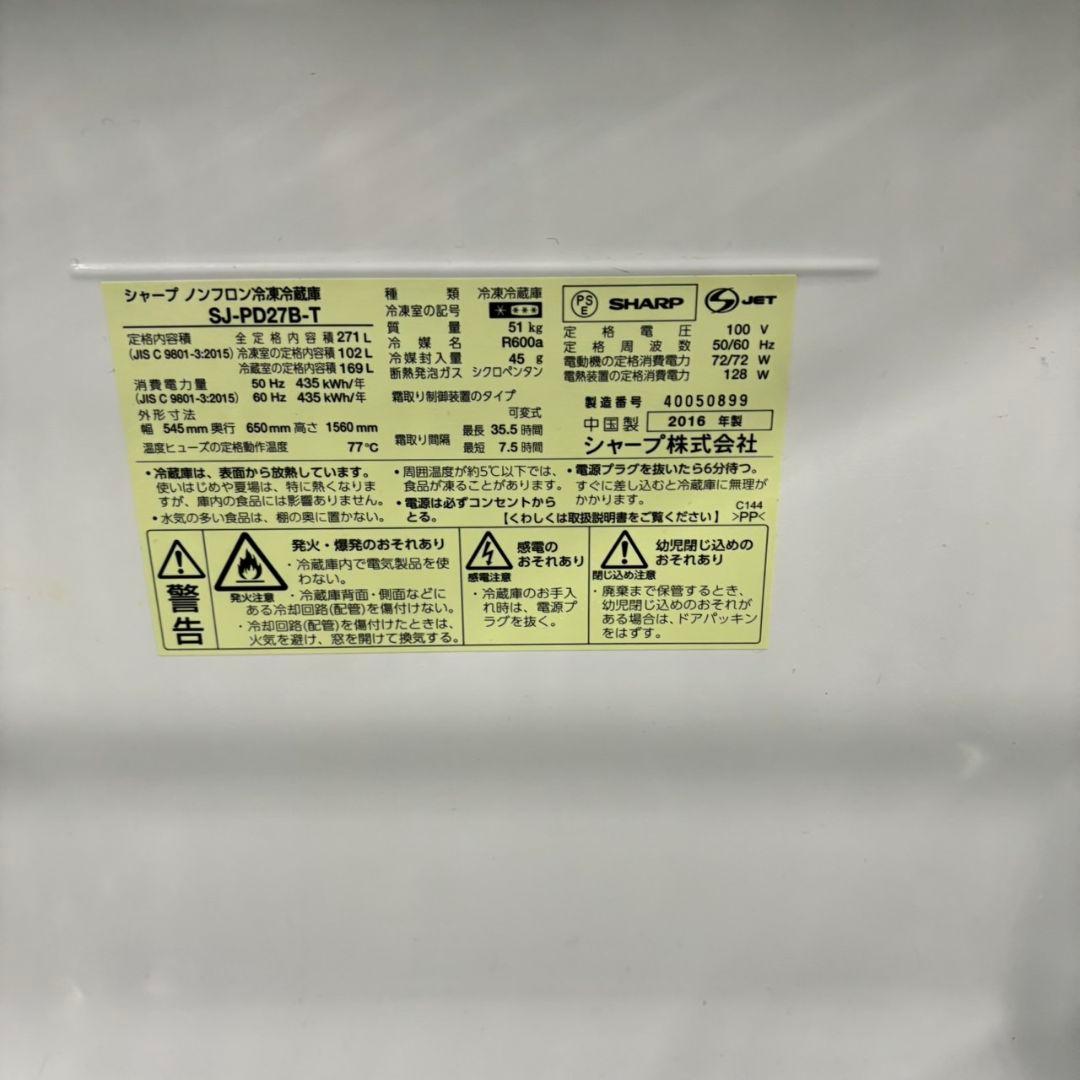 シャープ ノンフロン冷凍冷蔵庫
SJ-PD27B-T
定格内容積 全定格内容積 271 L
(JIS C 9801-3:2015) 冷凍室の定格内容積 102 L
冷蔵室の定格内容積 169 L
消費電力量 50 Hz 435 kWh/年
(JIS C 9801-3:2015) 60 Hz 435 kWh/年
外形寸法
幅 545 mm 奥行 650 mm 高さ 1560 mm
温度ヒューズの定格動作温度 77℃
種類 冷凍冷蔵庫
冷凍室の記号 * ***
質量 51 kg
冷媒名 R600a
冷媒封入量 45 g
断熱発泡ガス シクロペンタン
霜取り制御装置のタイプ
可変式
霜取り間隔 最長 35.5 時間
最短 7.5 時間
PS E SHARP JET
定格電圧 100 V
定格周波数 50/60 Hz
電動機の定格消費電力 72/72 W
電熱装置の定格消費電力 128 W
製造番号 40050899
中国製 2016 年製
シャープ株式会社
・冷蔵庫は、表面から放熱しています。
使いはじめや夏場は、特に熱くなりま
すが、庫内の食品には影響ありません。
・水気の多い食品は、棚の奥に置かない。
・周囲温度が約5℃以下では、
食品が凍ることがあります。
・電源は必ずコンセントから
とる。
・電源プラグを抜いたら6分待つ。
すぐに差し込むと冷蔵庫に無理が
かかります。
【くわしくは取扱説明書をご覧ください】
C144
>PP<
警告
発火注意
発火・爆発のおそれあり
・冷蔵庫内で電気製品を使
わない。
・冷蔵庫背面・側面などに
ある冷却回路(配管)を傷付けない。
・冷却回路(配管)を傷付けたときは、
火気を避け、窓を開けて換気する。
感電注意
感電の
おそれあり
・冷蔵庫のお手入
れ時は、電源プ
ラグを抜く。
閉じ込め注意
幼児閉じ込めの
おそれあり
・廃棄まで保管するとき、
幼児閉じ込めのおそれが
ある場合は、ドアパッキン
をはずす。